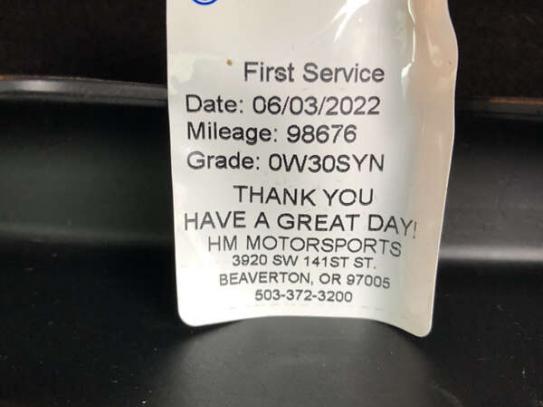 First Service
Date: 06/03/2022
Mileage: 98676
Grade: 0W30SYN
THANK YOU
HAVE A GREAT DAY!
HM MOTORSPORTS
3920 SW 141ST ST.
BEAVERTON, OR 97005
503-372-3200